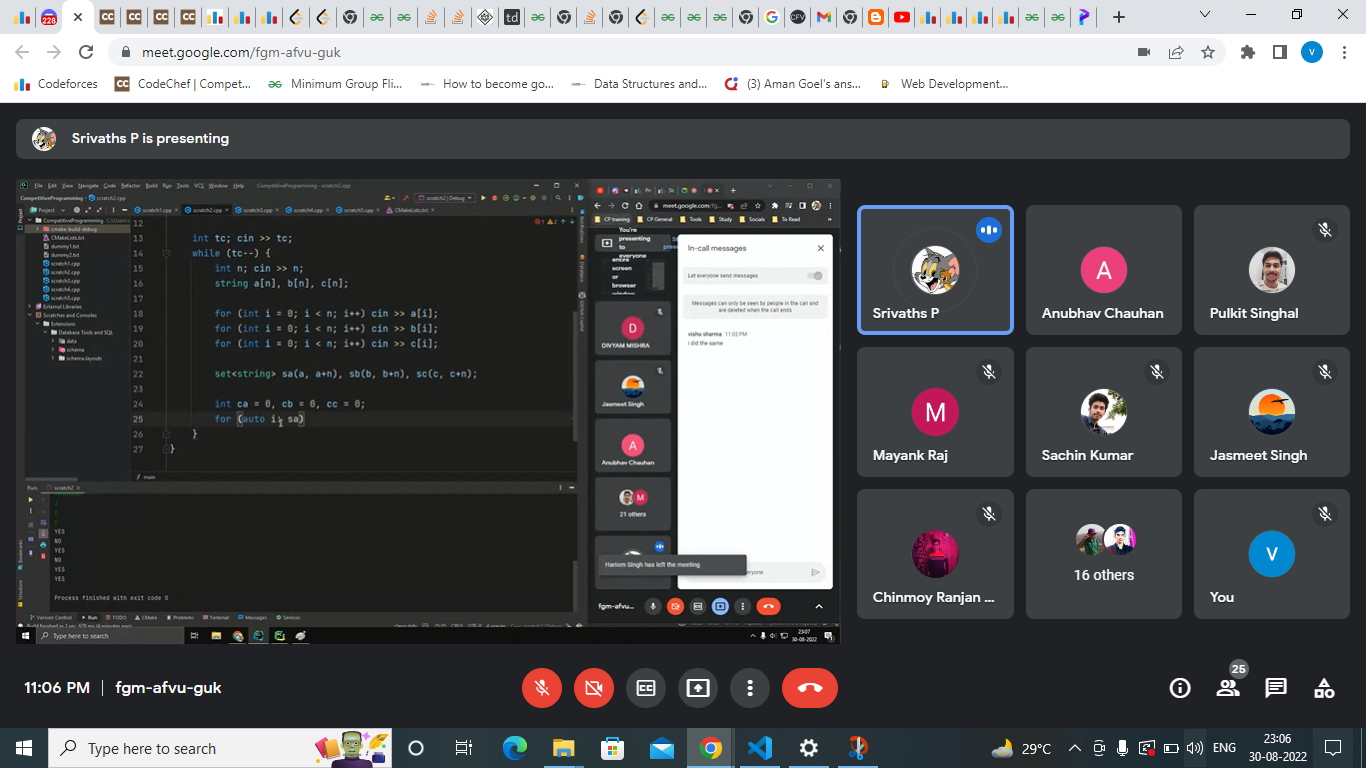 228
meet.google.com/fgm-afvu-guk
V
Codeforces
CodeChef | Compet...
Minimum Group Fli...
How to become go...
Data Structures and...
(3) Aman Goel's ans...
Web Development...
Srivaths P is presenting
File Edit View Navigate Code Refactor Build Run Tools VCS Window Help CompetitiveProgramming - scratch2.cpp
CompetitiveProgramming scratch2.cpp
scratch2 | Debug
Project
scratch1.cpp scratch2.cpp scratch3.cpp scratch4.cpp scratch5.cpp CMakeLists.txt
CompetitiveProgramming
cmake-build-debug
CMakeLists.txt
dummy1.txt
dummy2.txt
scratch1.cpp
scratch2.cpp
scratch3.cpp
scratch4.cpp
scratch5.cpp
External Libraries
Scratches and Consoles
Extensions
Database Tools and SQL
data
schema
schema.layouts
12
13 int tc; cin >> tc;
14 while (tc--) {
15 int n; cin >> n;
16 string a[n], b[n], c[n];
17
18 for (int i = 0; i < n; i++) cin >> a[i];
19 for (int i = 0; i < n; i++) cin >> b[i];
20 for (int i = 0; i < n; i++) cin >> c[i];
21
22 set<string> sa(a, a+n), sb(b, b+n), sc(c, c+n);
23
24 int ca = 0, cb = 0, cc = 0;
25 for (auto i: sa)
26 }
27 }
main
Run: scratch2
YES
NO
YES
NO
YES
YES
Process finished with exit code 0
Version Control Run TODO CMake Problems Terminal Messages Services
Type here to search
23:07
30-08-2022
CP training CP General Tools Study Socials To Read
You're
presenting
to
everyone
entire
screen
or
browser
window
In-call messages
Let everyone send messages
Messages can only be seen by people in the call and
are deleted when the call ends
vishu sharma 11:02 PM
i did the same
D
DIVYAM MISHRA
Jasmeet Singh
A
Anubhav Chauhan
M
21 others
Harlom Singh has left the meeting
fgm-afvu...
Srivaths P
A
Anubhav Chauhan
Pulkit Singhal
M
Mayank Raj
Sachin Kumar
Jasmeet Singh
Chinmoy Ranjan ...
16 others
V
You
11:06 PM | fgm-afvu-guk
25
Type here to search
29°C
ENG
23:06
30-08-2022